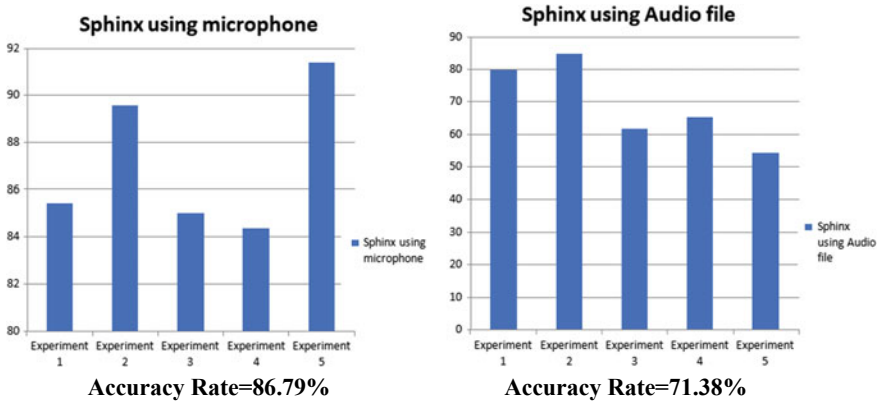 Sphinx using microphone
92
90
88
86
84
82
80
Experiment Experiment Experiment Experiment Experiment
1 2 3 4 5
Sphinx using
microphone
Accuracy Rate=86.79%
Sphinx using Audio file
90
80
70
60
50
40
30
20
10
0
Experiment Experiment Experiment Experiment Experiment
1 2 3 4 5
Sphinx
using Audio
file
Accuracy Rate=71.38%